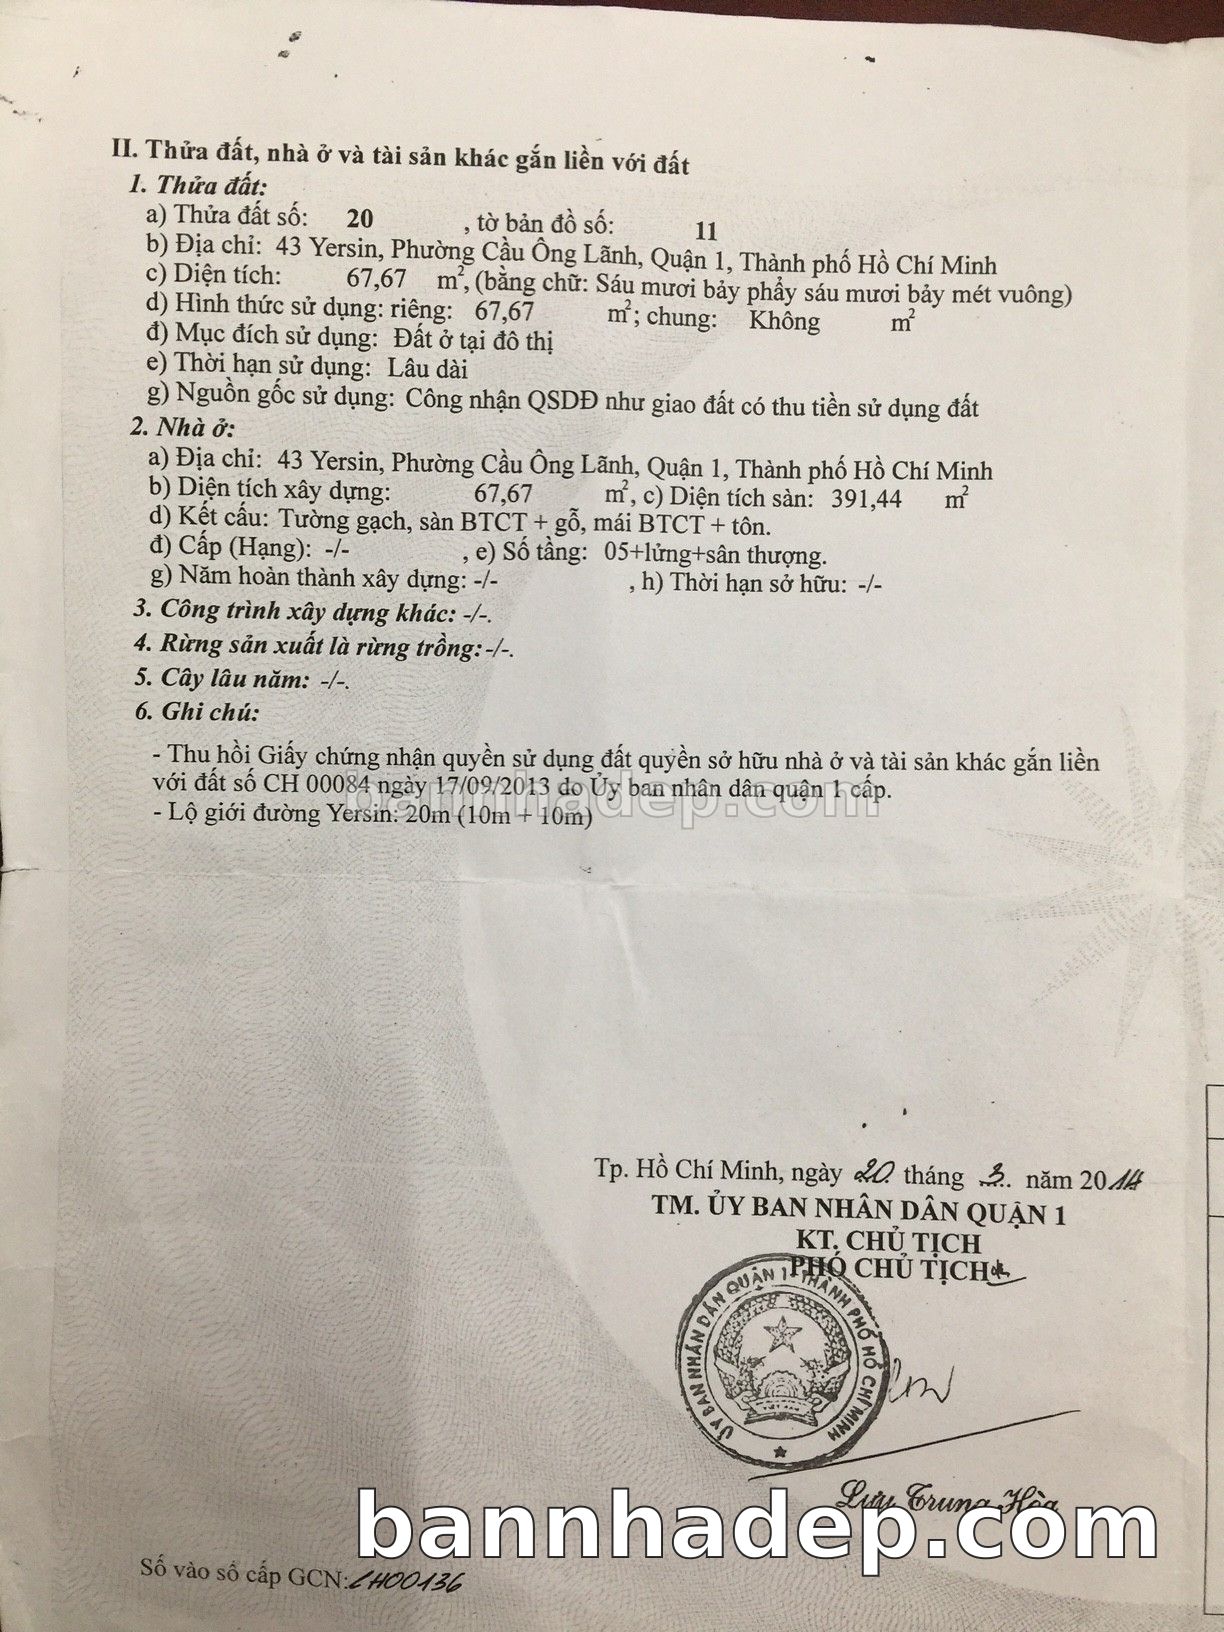 II. Thửa đất, nhà ở và tài sản khác gắn liền với đất
1. Thửa đất:
a) Thửa đất số: 20 , tờ bản đồ số: 11
b) Địa chỉ: 43 Yersin, Phường Cầu Ông Lãnh, Quận 1, Thành phố Hồ Chí Minh
c) Diện tích: 67,67 m², (bằng chữ: Sáu mươi bảy phẩy sáu mươi bảy mét vuông)
d) Hình thức sử dụng: riêng: 67,67 m²; chung: Không m²
đ) Mục đích sử dụng: Đất ở tại đô thị
e) Thời hạn sử dụng: Lâu dài
g) Nguồn gốc sử dụng: Công nhận QSDĐ như giao đất có thu tiền sử dụng đất
2. Nhà ở:
a) Địa chỉ: 43 Yersin, Phường Cầu Ông Lãnh, Quận 1, Thành phố Hồ Chí Minh
b) Diện tích xây dựng: 67,67 m², c) Diện tích sàn: 391,44 m²
d) Kết cấu: Tường gạch, sàn BTCT + gỗ, mái BTCT + tôn.
đ) Cấp (Hạng): -/- , e) Số tầng: 05+lửng+sân thượng.
g) Năm hoàn thành xây dựng: -/- , h) Thời hạn sở hữu: -/-
3. Công trình xây dựng khác: -/-.
4. Rừng sản xuất là rừng trồng: -/-.
5. Cây lâu năm: -/-.
6. Ghi chú:
- Thu hồi Giấy chứng nhận quyền sử dụng đất quyền sở hữu nhà ở và tài sản khác gắn liền
với đất số CH 00084 ngày 17/09/2013 do Ủy ban nhân dân quận 1 cấp.
bannhadep.com
- Lộ giới đường Yersin: 20m (10m + 10m)
Tp. Hồ Chí Minh, ngày 20 tháng 3 năm 2014
TM. ỦY BAN NHÂN DÂN QUẬN 1
KT. CHỦ TỊCH
PHÓ CHỦ TỊCH
ỦY BAN NHÂN DÂN QUẬN 1 - THÀNH PHỐ HỒ CHÍ MINH
Lưu Trung Hòa
bannhadep.com
Số vào sổ cấp GCN: CH00136